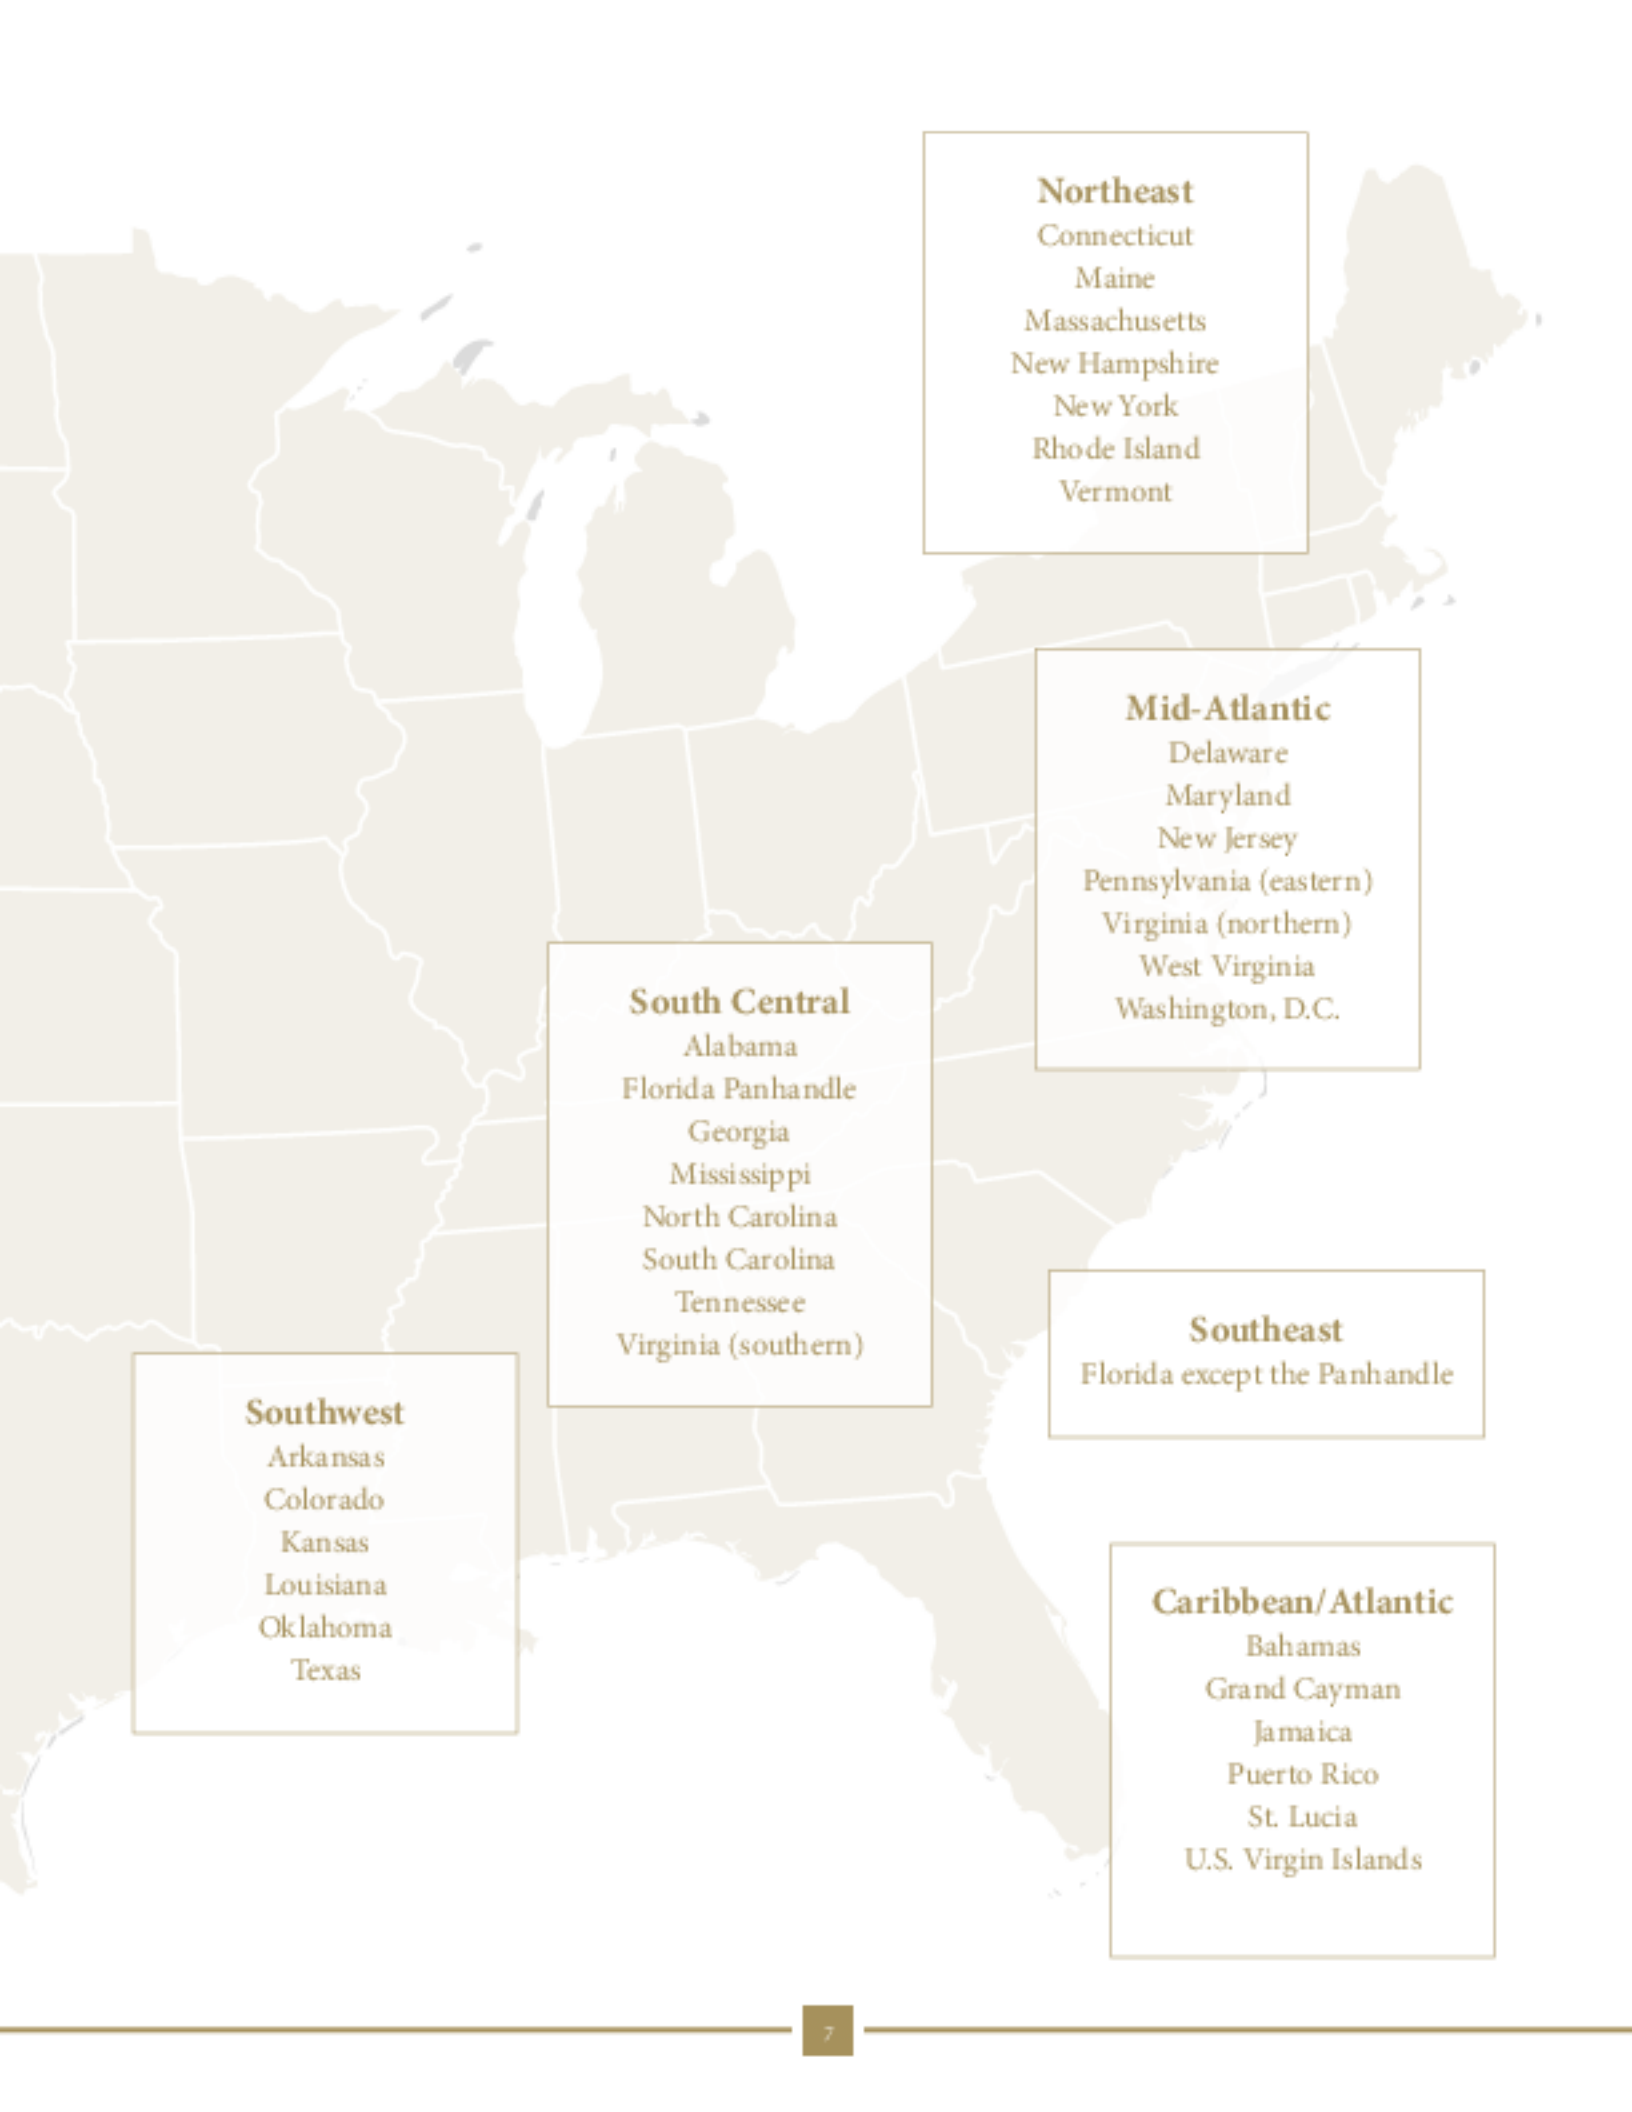 Northeast
Connecticut
Maine
Massachusetts
New Hampshire
New York
Rhode Island
Vermont
Mid-Atlantic
Delaware
Maryland
New Jersey
Pennsylvania (eastern)
Virginia (northern)
West Virginia
Washington, D.C.
South Central
Alabama
Florida Panhandle
Georgia
Mississippi
North Carolina
South Carolina
Tennessee
Virginia (southern)
Southeast
Florida except the Panhandle
Southwest
Arkansas
Colorado
Kansas
Louisiana
Oklahoma
Texas
Caribbean/Atlantic
Bahamas
Grand Cayman
Jamaica
Puerto Rico
St. Lucia
U.S. Virgin Islands
7